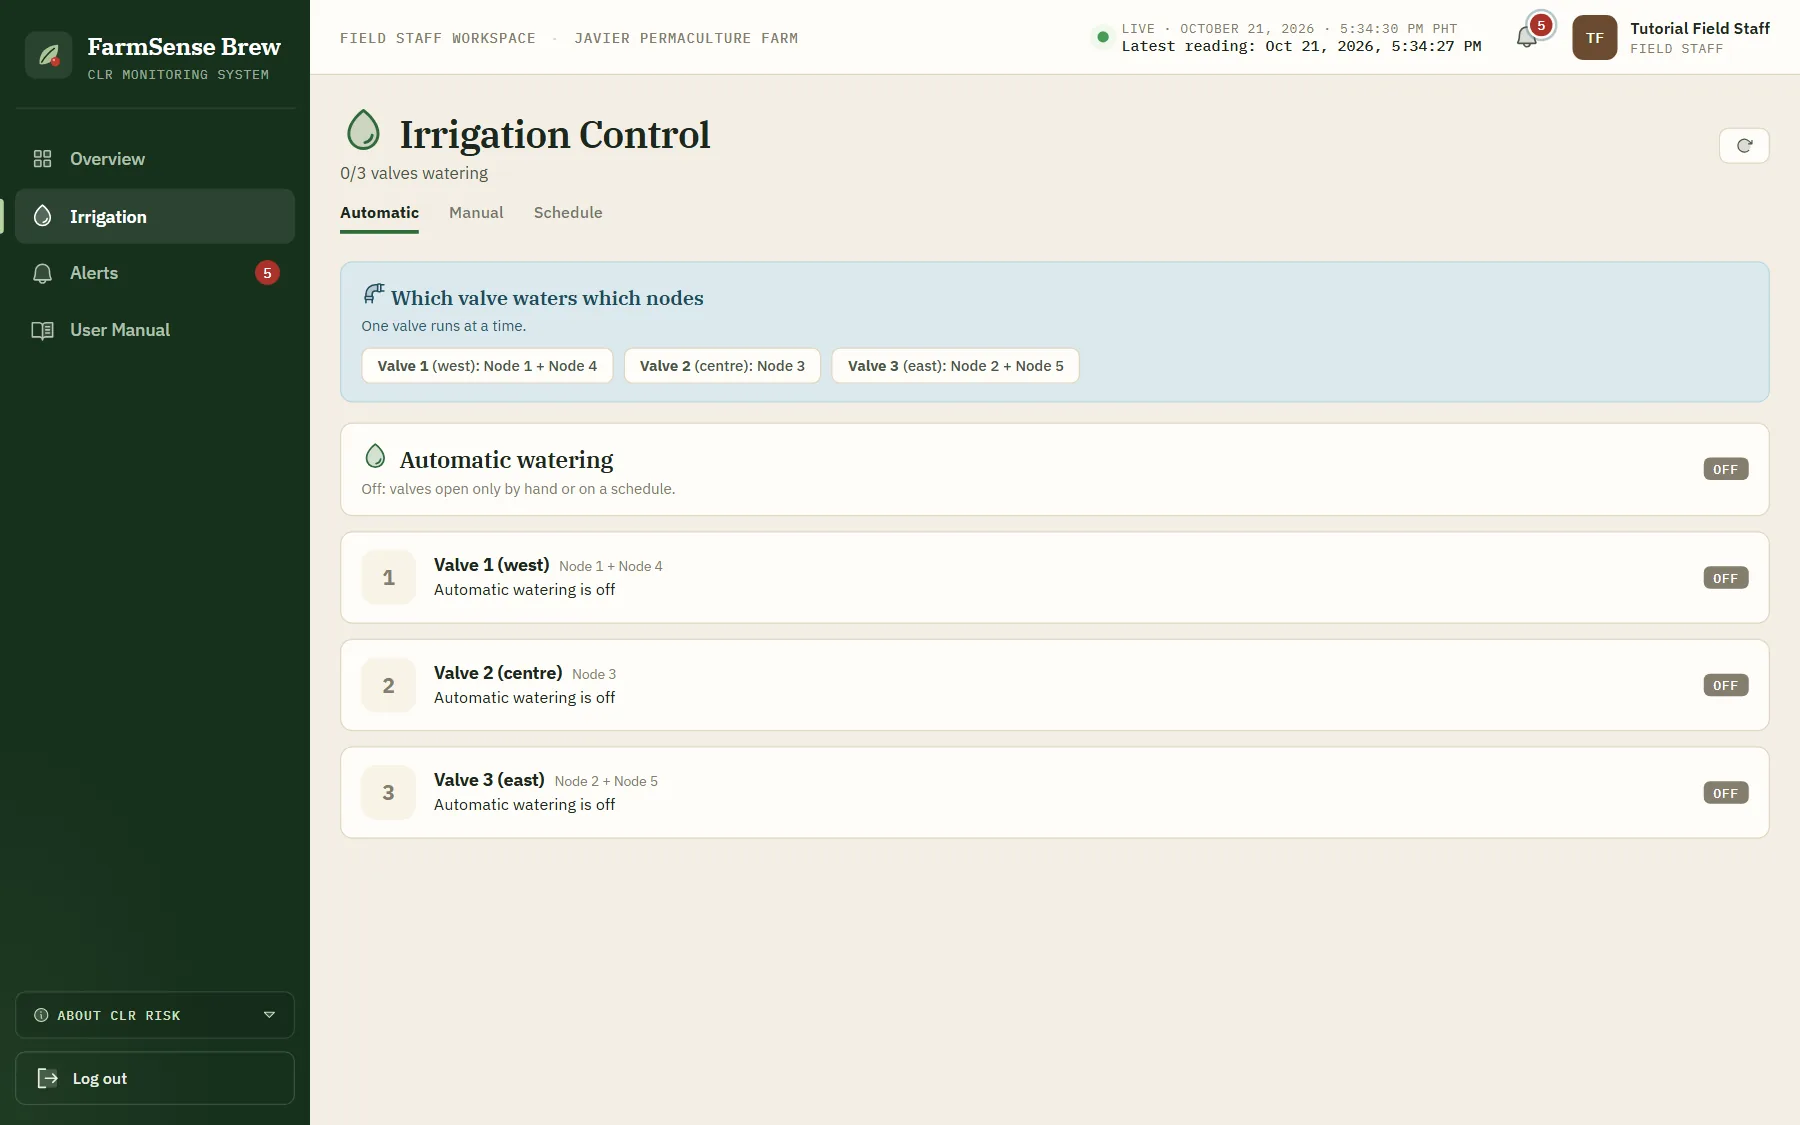 FarmSense Brew
CLR MONITORING SYSTEM
Overview
Irrigation
Alerts
5
User Manual
ABOUT CLR RISK
Log out
FIELD STAFF WORKSPACE · JAVIER PERMACULTURE FARM
LIVE · OCTOBER 21, 2026 · 5:34:30 PM PHT
Latest reading: Oct 21, 2026, 5:34:27 PM
5
TF
Tutorial Field Staff
FIELD STAFF
Irrigation Control
0/3 valves watering
Automatic
Manual
Schedule
Which valve waters which nodes
One valve runs at a time.
Valve 1 (west): Node 1 + Node 4
Valve 2 (centre): Node 3
Valve 3 (east): Node 2 + Node 5
Automatic watering
Off: valves open only by hand or on a schedule.
OFF
1
Valve 1 (west) Node 1 + Node 4
Automatic watering is off
OFF
2
Valve 2 (centre) Node 3
Automatic watering is off
OFF
3
Valve 3 (east) Node 2 + Node 5
Automatic watering is off
OFF